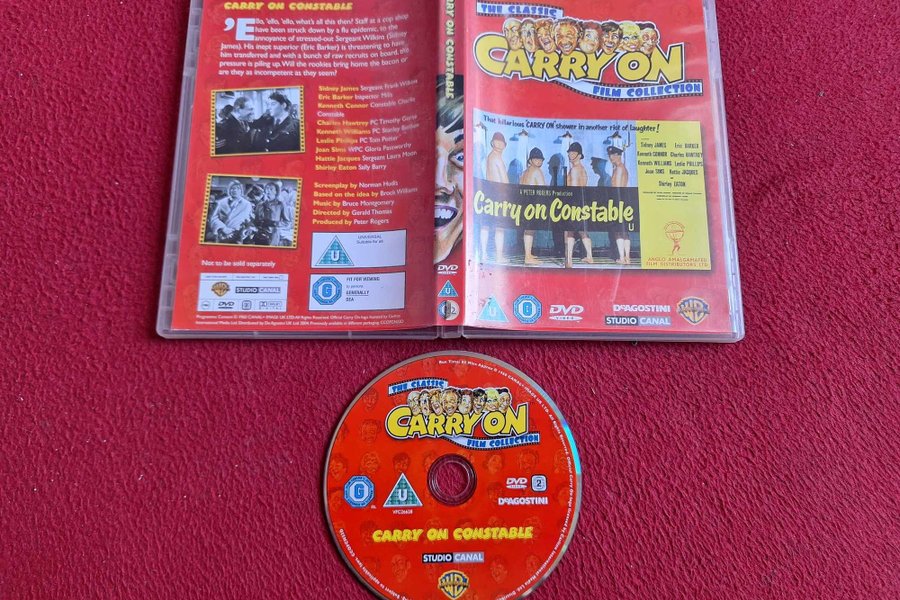 CARRY ON CONSTABLE
'Ello, 'ello, 'ello, what's all this then? Staff at a cop shop
have been struck down by a flu epidemic, to the
annoyance of stressed-out Sergeant Wilkins (Sidney
James). His inept superior (Eric Barker) is threatening to have
him transferred and with a bunch of raw recruits on board, the
pressure is piling up. Will the rookies bring home the bacon or
are they as incompetent as they seem?
Sidney James Sergeant Frank Wilkins
Eric Barker Inspector Mills
Kenneth Connor Constable Charlie
Constable
Charles Hawtrey PC Timothy Gorse
Kenneth Williams PC Stanley Benson
Leslie Phillips PC Tom Potter
Joan Sims WPC Gloria Passworthy
Hattie Jacques Sergeant Laura Moon
Shirley Eaton Sally Barry
Screenplay by Norman Hudis
Based on the idea by Brock Williams
Music by Bruce Montgomery
Directed by Gerald Thomas
Produced by Peter Rogers
Not to be sold separately
UNIVERSAL
Suitable for all
U
G
FIT FOR VIEWING
GENERALLY
STUDIO CANAL
DVD
CARRY ON CONSTABLE
DVD
U
2
THE CLASSIC
CARRY ON
FILM COLLECTION
That hilarious CARRY ON shower in another riot of laughter!
Sidney JAMES Eric BARKER
Kenneth CONNOR Charles HAWTREY
Kenneth WILLIAMS Leslie PHILLIPS
Joan SIMS Hattie JACQUES
Shirley EATON
A PETER ROGERS Production
Carry on Constable
U
ANGLO AMALGAMATED
FILM DISTRIBUTORS LTD
U
G
DVD
VIDEO
DeAGOSTINI
STUDIO CANAL
WB
THE CLASSIC
CARRY ON
FILM COLLECTION
G
U
DVD
2
DeAGOSTINI
CARRY ON CONSTABLE
STUDIO CANAL
WB